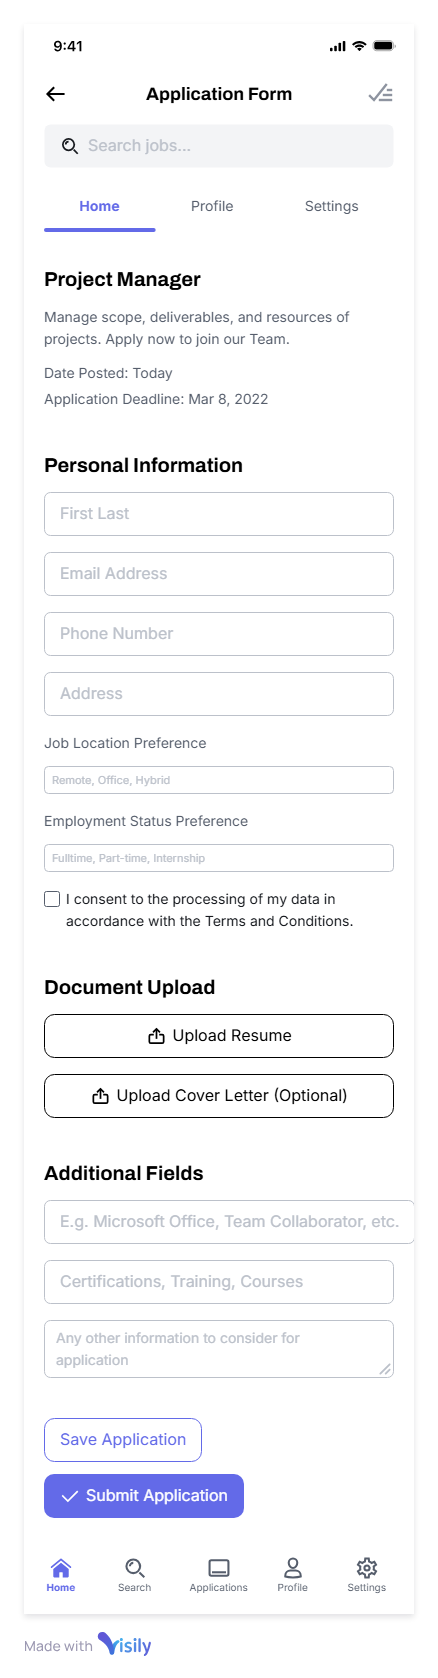 9:41
Application Form
Search jobs...
Home Profile Settings
Project Manager
Manage scope, deliverables, and resources of
projects. Apply now to join our Team.
Date Posted: Today
Application Deadline: Mar 8, 2022
Personal Information
First Last
Email Address
Phone Number
Address
Job Location Preference
Remote, Office, Hybrid
Employment Status Preference
Fulltime, Part-time, Internship
I consent to the processing of my data in
accordance with the Terms and Conditions.
Document Upload
Upload Resume
Upload Cover Letter (Optional)
Additional Fields
E.g. Microsoft Office, Team Collaborator, etc.
Certifications, Training, Courses
Any other information to consider for
application
Save Application
Submit Application
Home Search Applications Profile Settings
Made with Visily